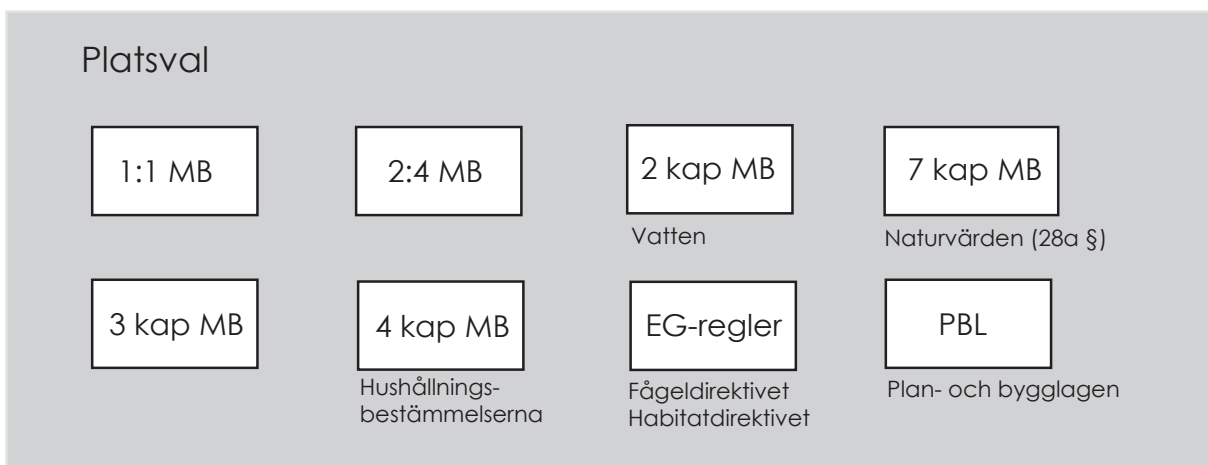 Platsval
1:1 MB
2:4 MB
2 kap MB
Vatten
7 kap MB
Naturvärden (28a §)
3 kap MB
4 kap MB
Hushållnings-
bestämmelserna
EG-regler
Fågeldirektivet
Habitatdirektivet
PBL
Plan- och bygglagen